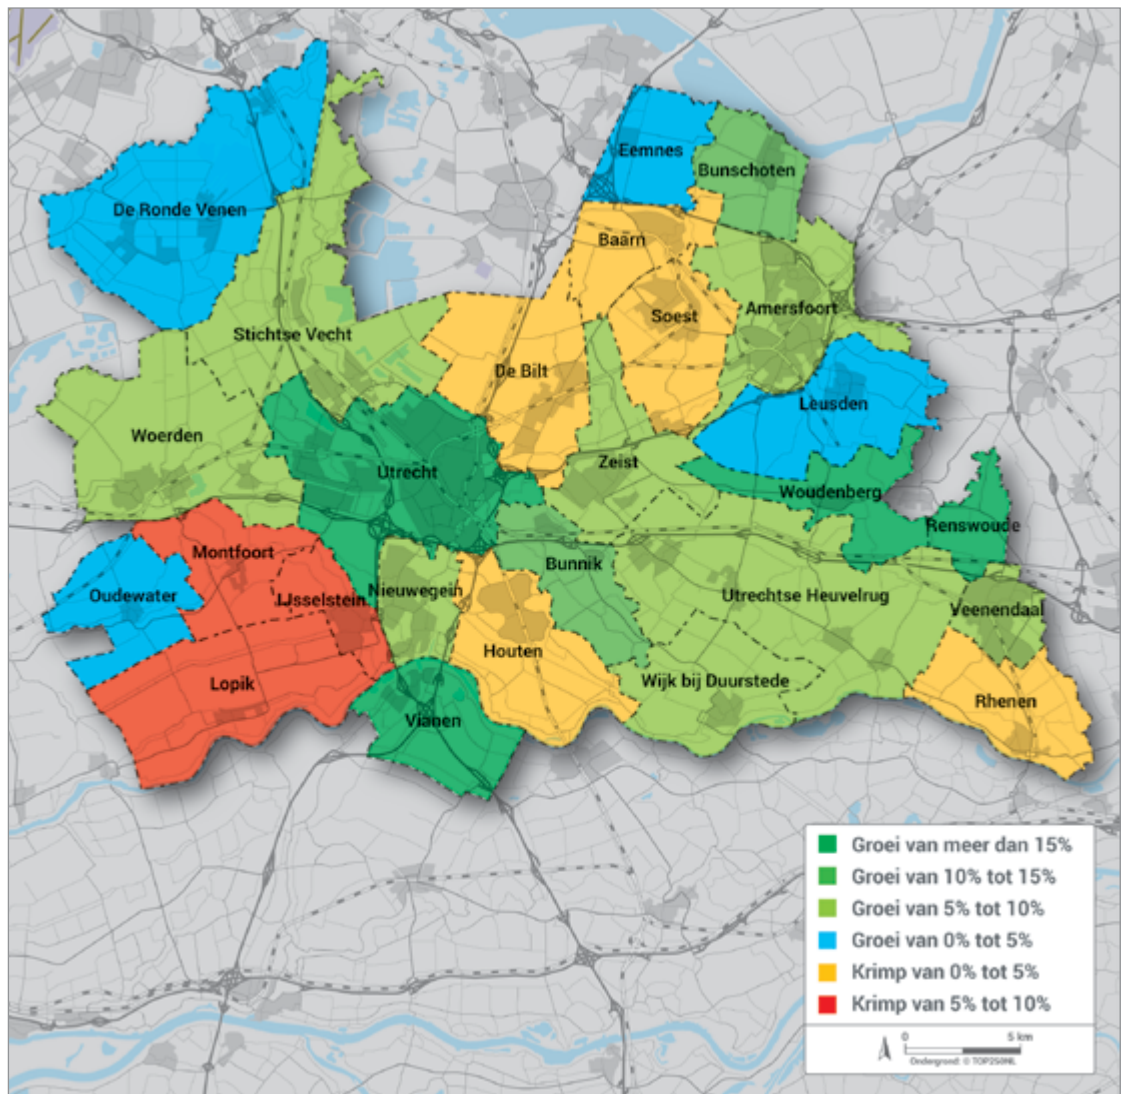 Eemnes
Bunschoten
De Ronde Venen
Baarn
Amersfoort
Soest
Stichtse Vecht
De Bilt
Leusden
Woerden
Zeist
Utrecht
Woudenberg
Renswoude
Montfoort
Bunnik
Nieuwegein
Oudewater
IJsselstein
Utrechtse Heuvelrug
Veenendaal
Houten
Wijk bij Duurstede
Lopik
Rhenen
Vianen
Groei van meer dan 15%
Groei van 10% tot 15%
Groei van 5% tot 10%
Groei van 0% tot 5%
Krimp van 0% tot 5%
Krimp van 5% tot 10%
0 5 km
Ondergrond: © TOP250NL